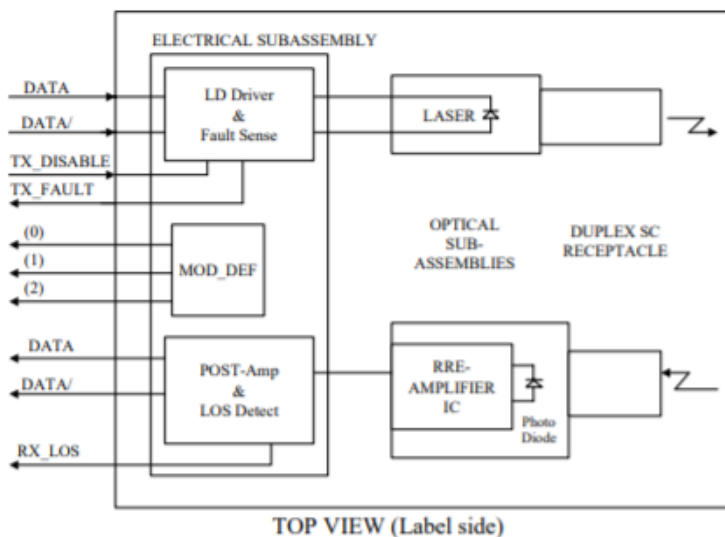 ELECTRICAL SUBASSEMBLY
DATA
DATA/
TX_DISABLE
TX_FAULT
LD Driver
&
Fault Sense
LASER
(0)
(1)
(2)
MOD_DEF
OPTICAL
SUB-
ASSEMBLIES
DUPLEX SC
RECEPTACLE
DATA
DATA/
RX_LOS
POST-Amp
&
LOS Detect
RRE-
AMPLIFIER
IC
Photo
Diode
TOP VIEW (Label side)